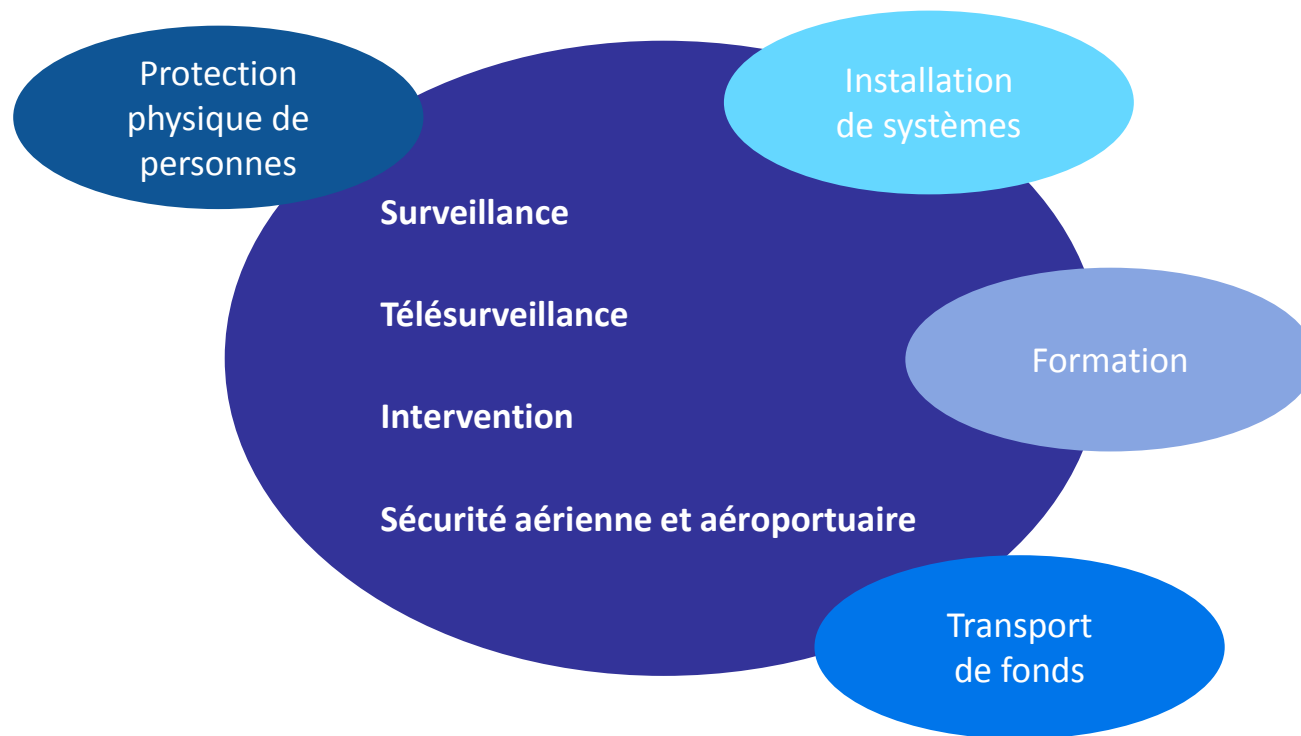 Protection
physique de
personnes
Installation
de systèmes
Surveillance
Télésurveillance
Formation
Intervention
Sécurité aérienne et aéroportuaire
Transport
de fonds